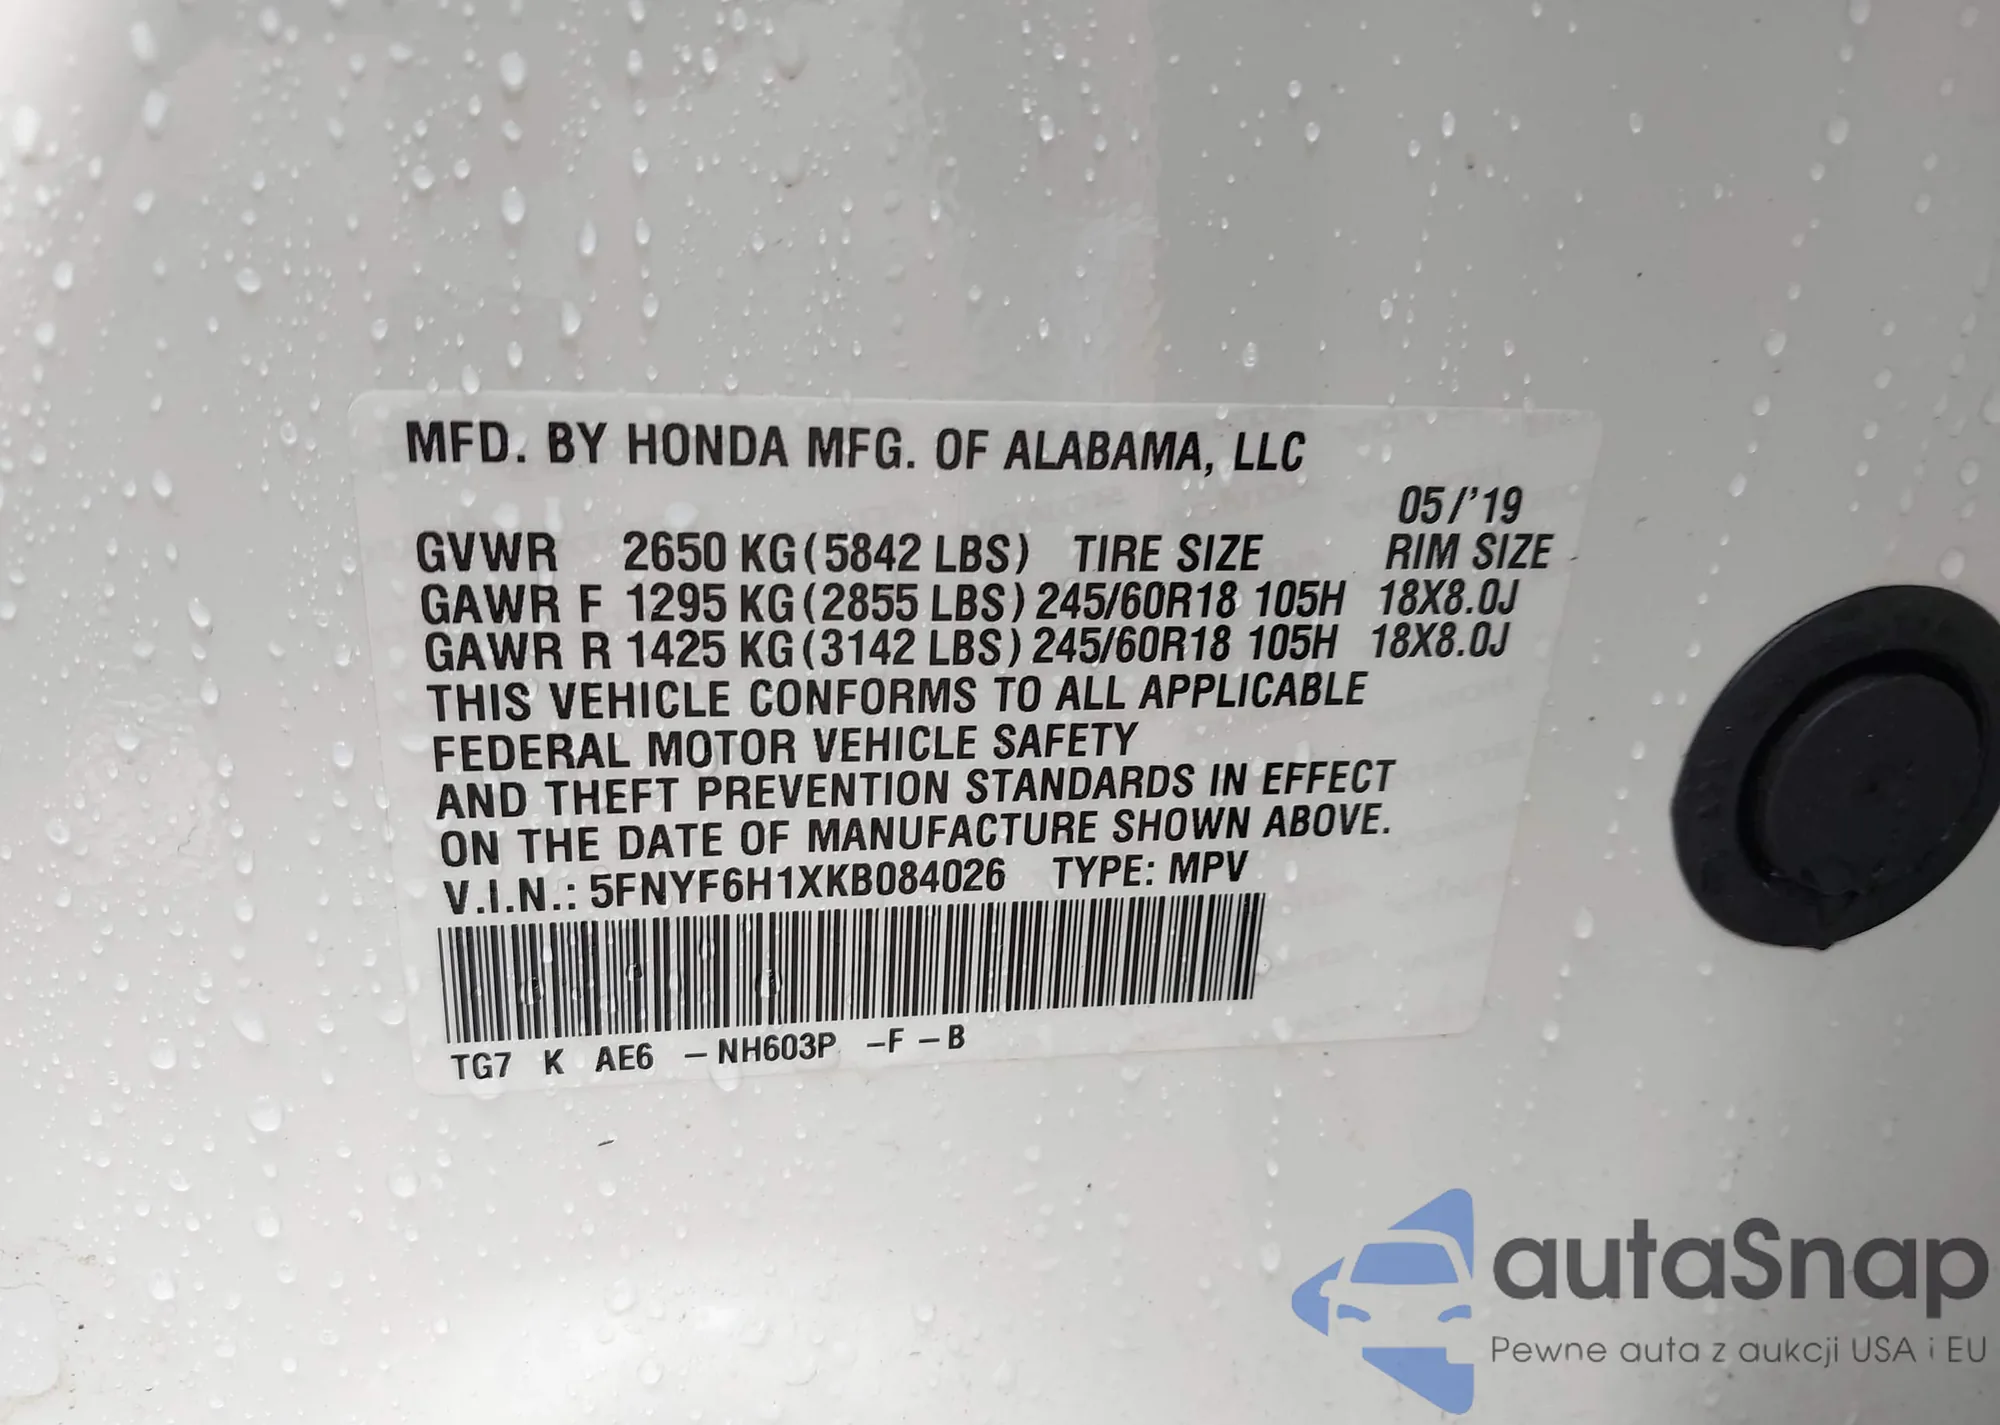 MFD. BY HONDA MFG. OF ALABAMA, LLC
05/'19
GVWR 2650 KG (5842 LBS) TIRE SIZE RIM SIZE
GAWR F 1295 KG (2855 LBS) 245/60R18 105H 18X8.0J
GAWR R 1425 KG (3142 LBS) 245/60R18 105H 18X8.0J
THIS VEHICLE CONFORMS TO ALL APPLICABLE
FEDERAL MOTOR VEHICLE SAFETY
AND THEFT PREVENTION STANDARDS IN EFFECT
ON THE DATE OF MANUFACTURE SHOWN ABOVE.
V.I.N.: 5FNYF6H1XKB084026 TYPE: MPV
TG7 K AE6 – NH603P –F – B
autaSnap
Pewne auta z aukcji USA i EU